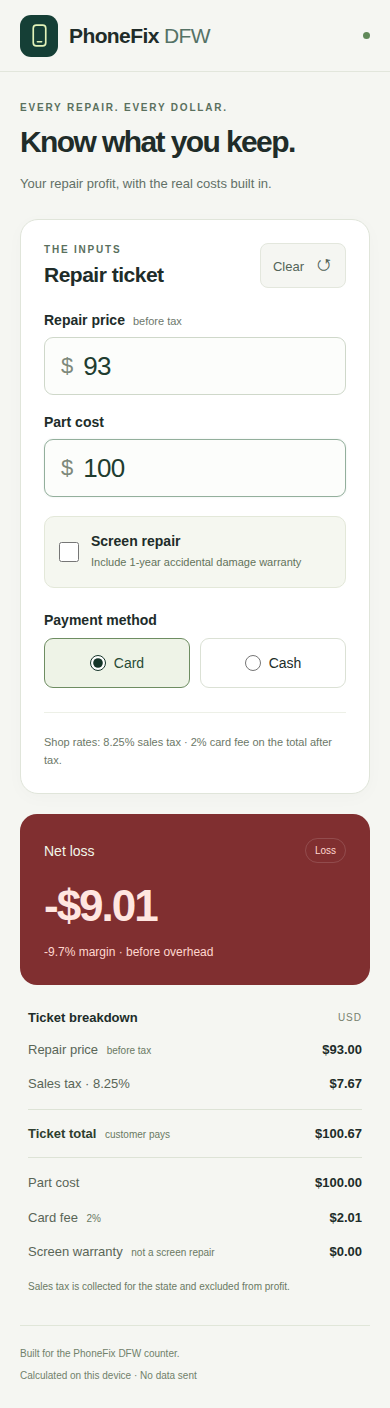 PhoneFix DFW
EVERY REPAIR. EVERY DOLLAR.
Know what you keep.
Your repair profit, with the real costs built in.
THE INPUTS
Repair ticket
Clear
Repair price before tax
$ 93
Part cost
$ 100
Screen repair
Include 1-year accidental damage warranty
Payment method
Card
Cash
Shop rates: 8.25% sales tax · 2% card fee on the total after
tax.
Net loss
Loss
-$9.01
-9.7% margin · before overhead
Ticket breakdown USD
Repair price before tax $93.00
Sales tax · 8.25% $7.67
Ticket total customer pays $100.67
Part cost $100.00
Card fee 2% $2.01
Screen warranty not a screen repair $0.00
Sales tax is collected for the state and excluded from profit.
Built for the PhoneFix DFW counter.
Calculated on this device · No data sent